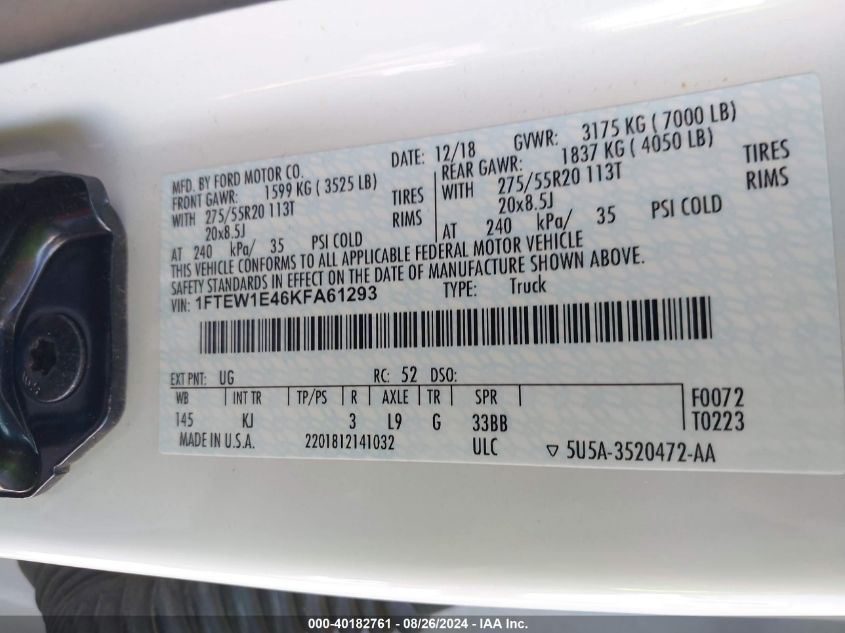 MFD. BY FORD MOTOR CO.
DATE: 12/18 GVWR: 3175 KG ( 7000 LB)
FRONT GAWR: 1599 KG ( 3525 LB)
REAR GAWR: 1837 KG ( 4050 LB)
WITH 275/55R20 113T TIRES
WITH 275/55R20 113T TIRES
20x8.5J RIMS
20x8.5J RIMS
AT 240 kPa/ 35 PSI COLD
AT 240 kPa/ 35 PSI COLD
THIS VEHICLE CONFORMS TO ALL APPLICABLE FEDERAL MOTOR VEHICLE
SAFETY STANDARDS IN EFFECT ON THE DATE OF MANUFACTURE SHOWN ABOVE.
VIN: 1FTEW1E46KFA61293 TYPE: Truck
EXT PNT: UG RC: 52 DSO:
WB INT TR TP/PS R AXLE TR SPR F0072
145 KJ 3 L9 G 33BB T0223
MADE IN U.S.A. 2201812141032 ULC ▽ 5U5A-3520472-AA
000-40182761 - 08/26/2024 - IAA Inc.